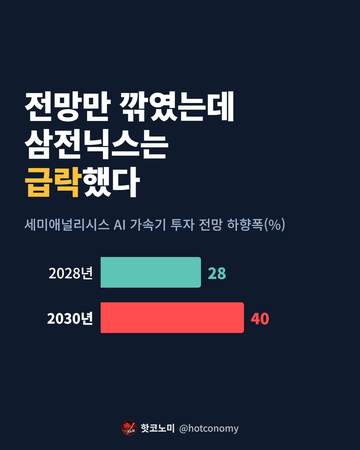 전망만 깎였는데
삼전닉스는
급락했다
세미애널리시스 AI 가속기 투자 전망 하향폭(%)
2028년 28
2030년 40
핫코노미 @hotconomy